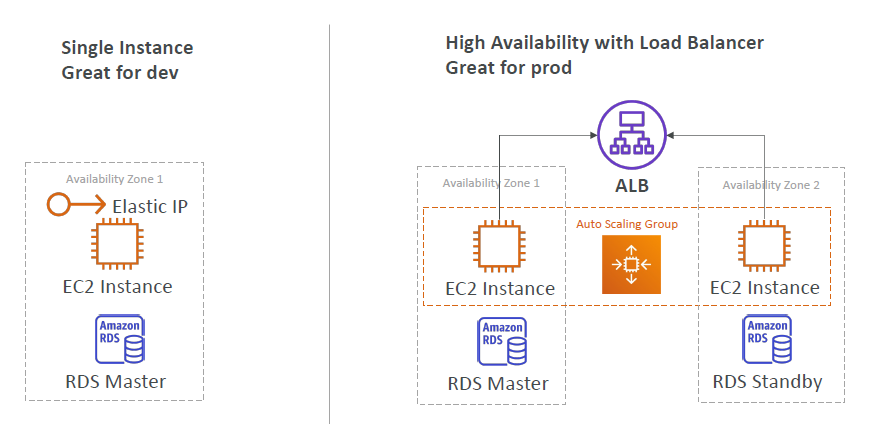 Single Instance
Great for dev
Availability Zone 1
Elastic IP
EC2 Instance
Amazon
RDS
RDS Master
High Availability with Load Balancer
Great for prod
ALB
Availability Zone 1
Availability Zone 2
Auto Scaling Group
EC2 Instance
EC2 Instance
Amazon
RDS
RDS Master
Amazon
RDS
RDS Standby